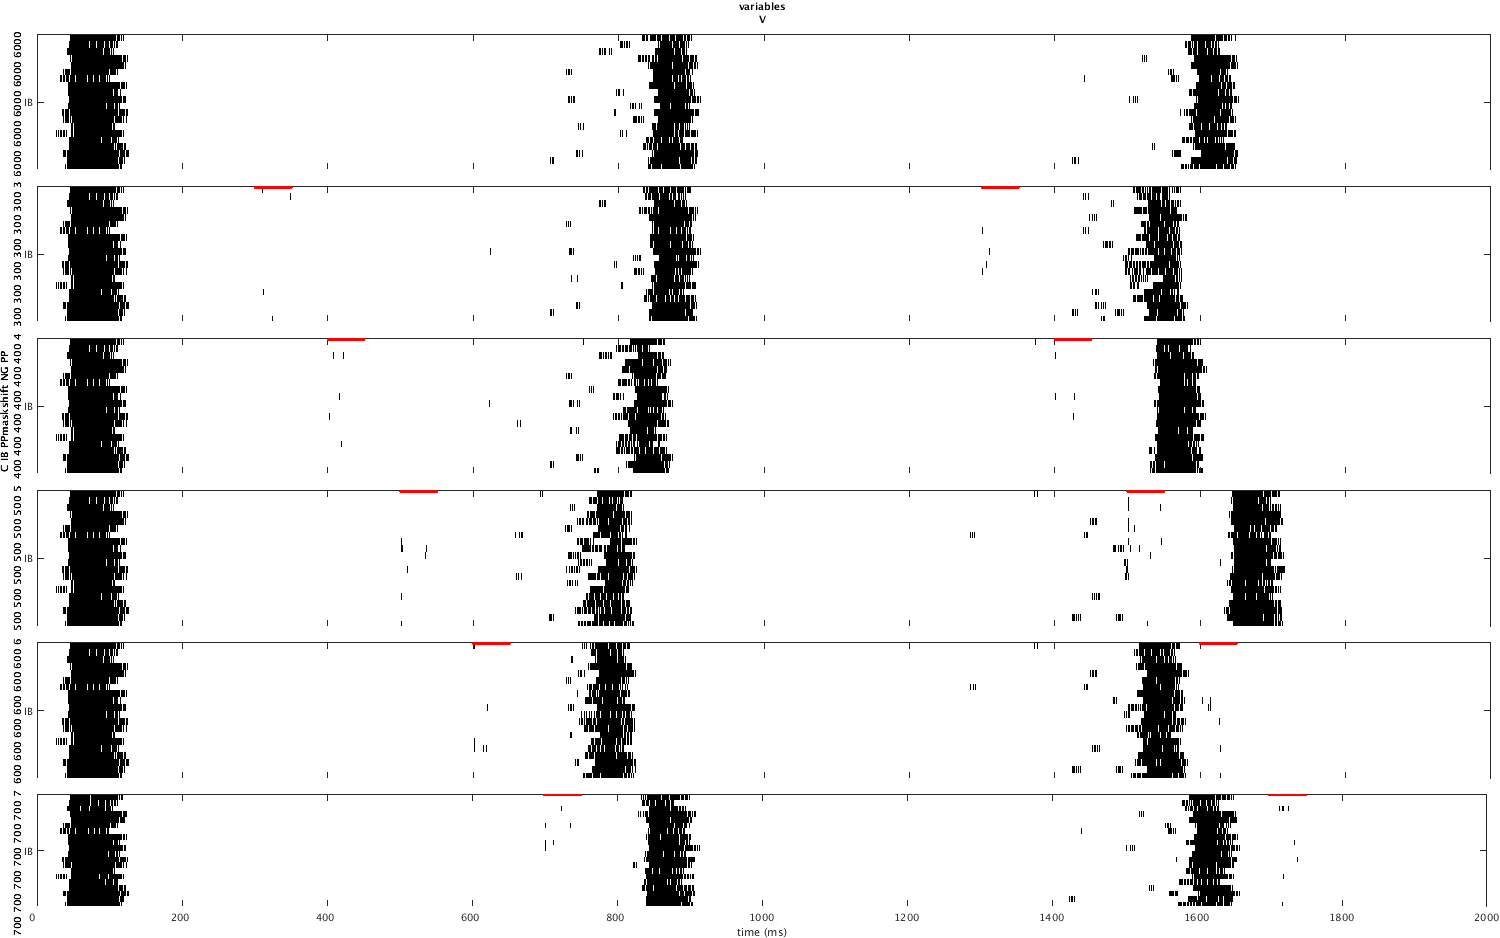 variables
V
6000 6000 6000 6000 6000
IB
300 300 300 300 300 3
IB
C IB PPmaskshift NG PP
400 400 400 400 400 4
IB
500 500 500 500 500 5
IB
600 600 600 600 600 6
IB
700 700 700 700 700 7
IB
0 200 400 600 800 1000 1200 1400 1600 1800 2000
time (ms)